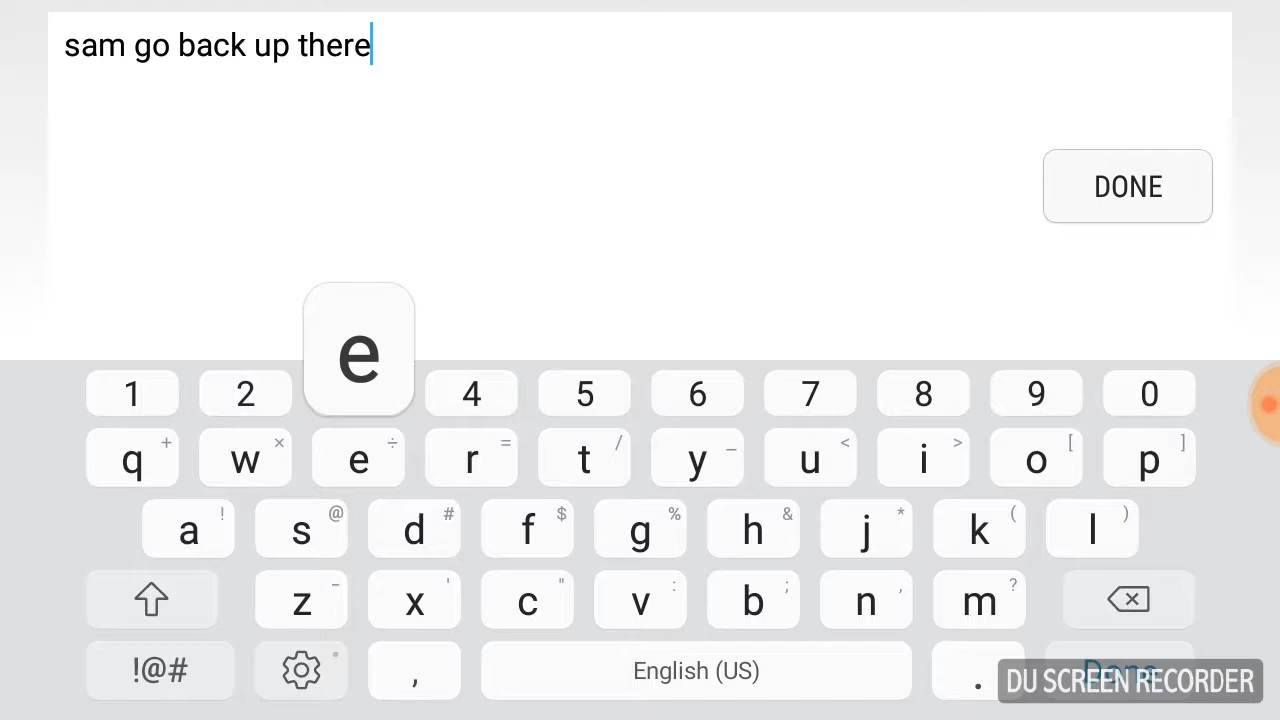 sam go back up there
DONE
e
1 2 4 5 6 7 8 9 0
q + w × e ÷ r = t / y _ u < i > o [ p ]
a ! s @ d # f $ g % h & j * k ( l )
z - x ' c " v : b ; n , m ?
!@# , English (US) . Done
DU SCREEN RECORDER